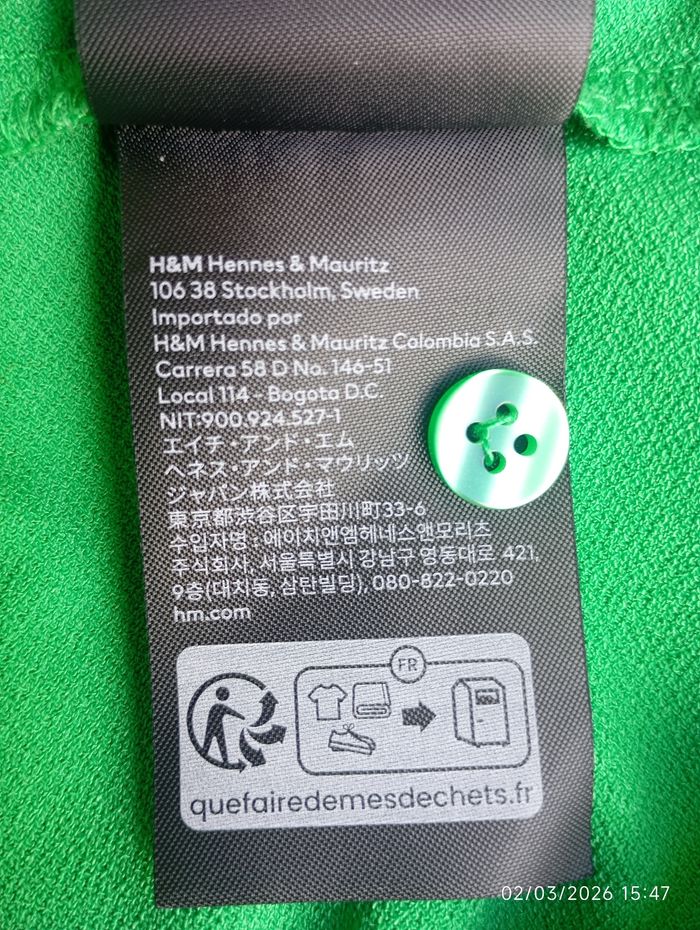 H&M Hennes & Mauritz
106 38 Stockholm, Sweden
Importado por
H&M Hennes & Mauritz Colombia S.A.S.
Carrera 58 D No. 146-51
Local 114 - Bogota D.C.
NIT:900.924.527-1
エイチ・アンド・エム
ヘネス・アンド・マウリッツ
ジャパン株式会社
東京都渋谷区宇田川町33-6
수입자명 : 에이치앤엠헤네스앤모리츠
주식회사, 서울특별시 강남구 영동대로 421,
9층(대치동, 삼탄빌딩), 080-822-0220
hm.com
FR
quefairedemesdechets.fr
02/03/2026 15:47